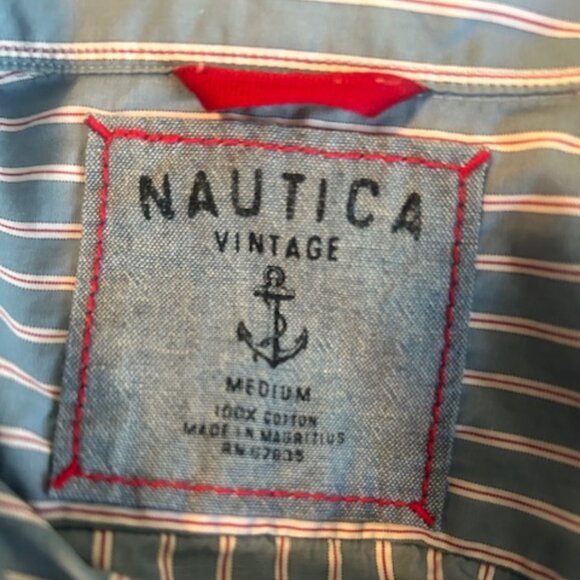 NAUTICA
VINTAGE
MEDIUM
100% COTTON
MADE IN MAURITIUS
RN 67835